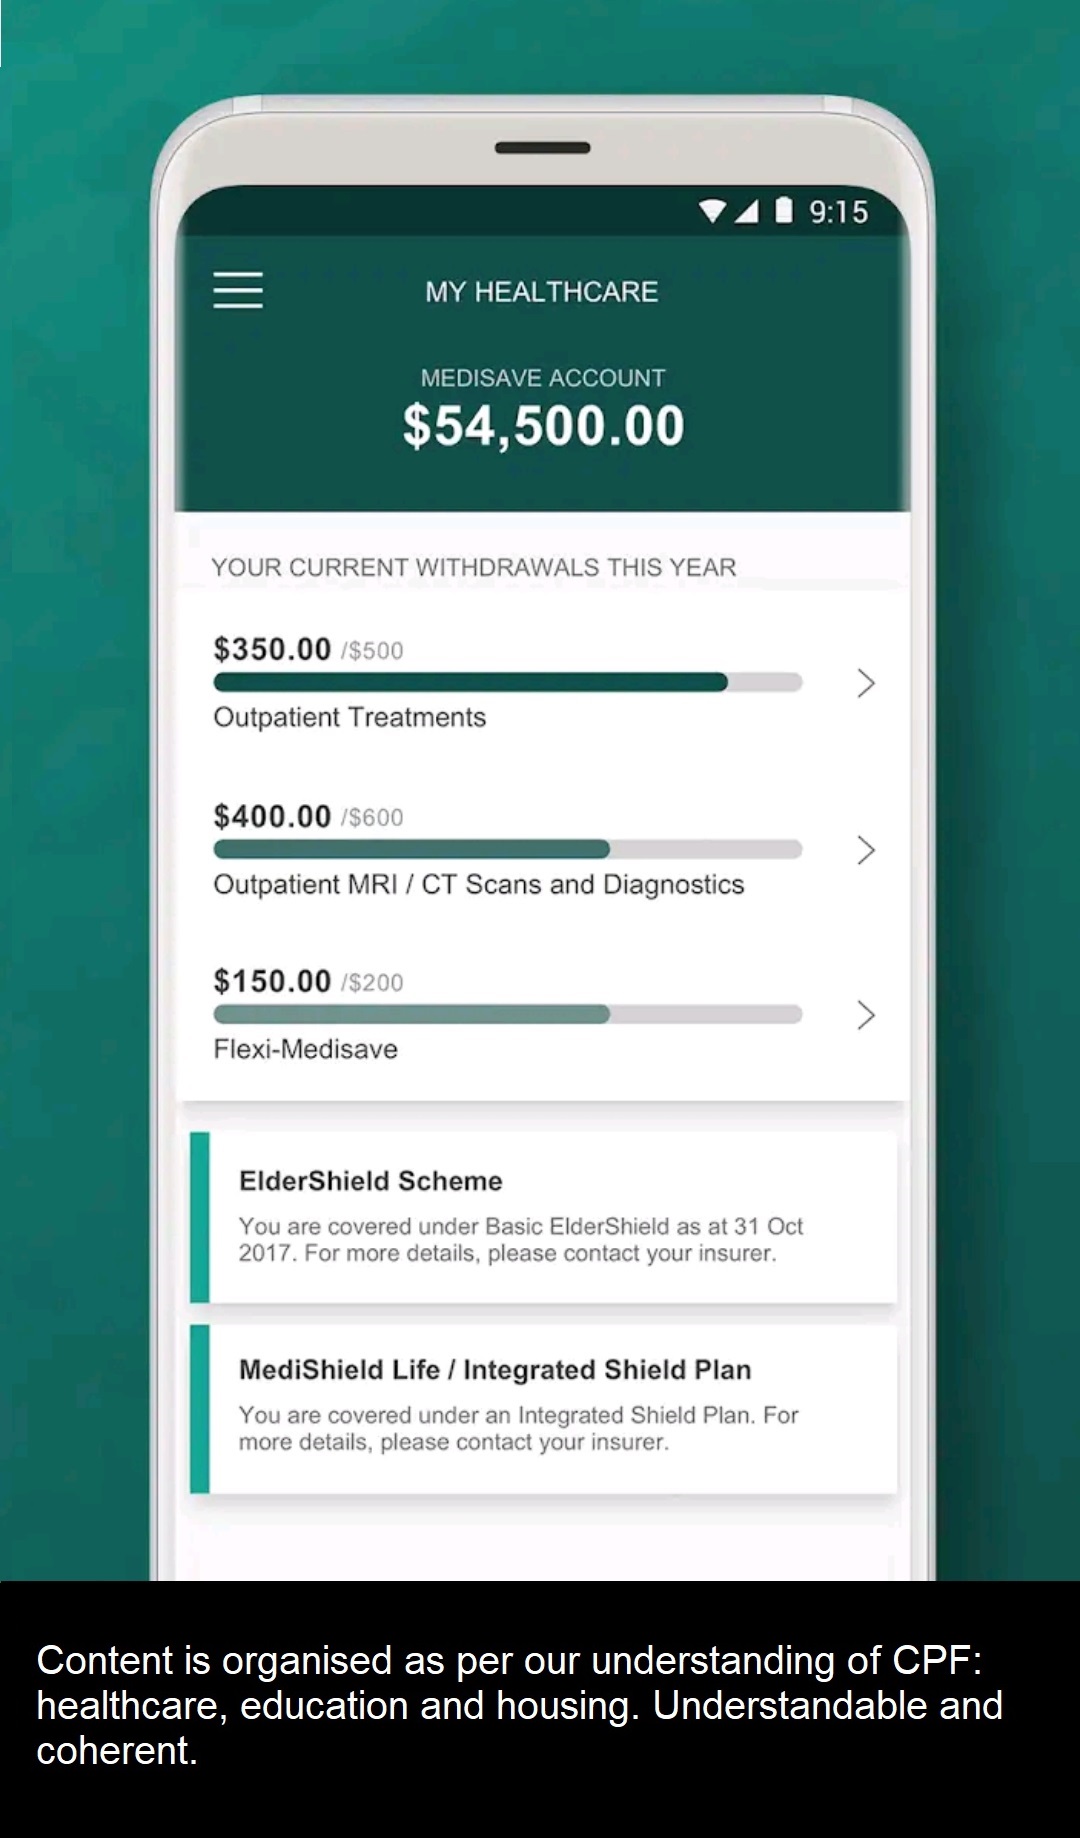 9:15
MY HEALTHCARE
MEDISAVE ACCOUNT
$54,500.00
YOUR CURRENT WITHDRAWALS THIS YEAR
$350.00 /$500
Outpatient Treatments
$400.00 /$600
Outpatient MRI / CT Scans and Diagnostics
$150.00 /$200
Flexi-Medisave
ElderShield Scheme
You are covered under Basic ElderShield as at 31 Oct
2017. For more details, please contact your insurer.
MediShield Life / Integrated Shield Plan
You are covered under an Integrated Shield Plan. For
more details, please contact your insurer.
Content is organised as per our understanding of CPF:
healthcare, education and housing. Understandable and
coherent.